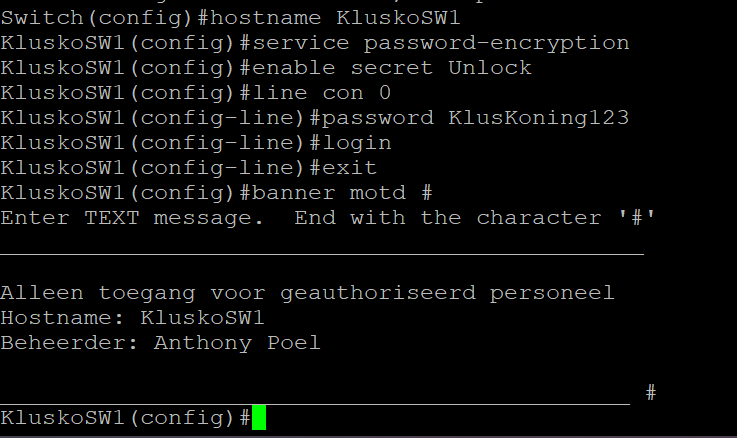 Switch(config)#hostname KluskoSW1
KluskoSW1(config)#service password-encryption
KluskoSW1(config)#enable secret Unlock
KluskoSW1(config)#line con 0
KluskoSW1(config-line)#password KlusKoning123
KluskoSW1(config-line)#login
KluskoSW1(config-line)#exit
KluskoSW1(config)#banner motd #
Enter TEXT message.  End with the character '#'
______________________________________________

Alleen toegang voor geauthoriseerd personeel
Hostname: KluskoSW1
Beheerder: Anthony Poel

_____________________________________________ #
KluskoSW1(config)#